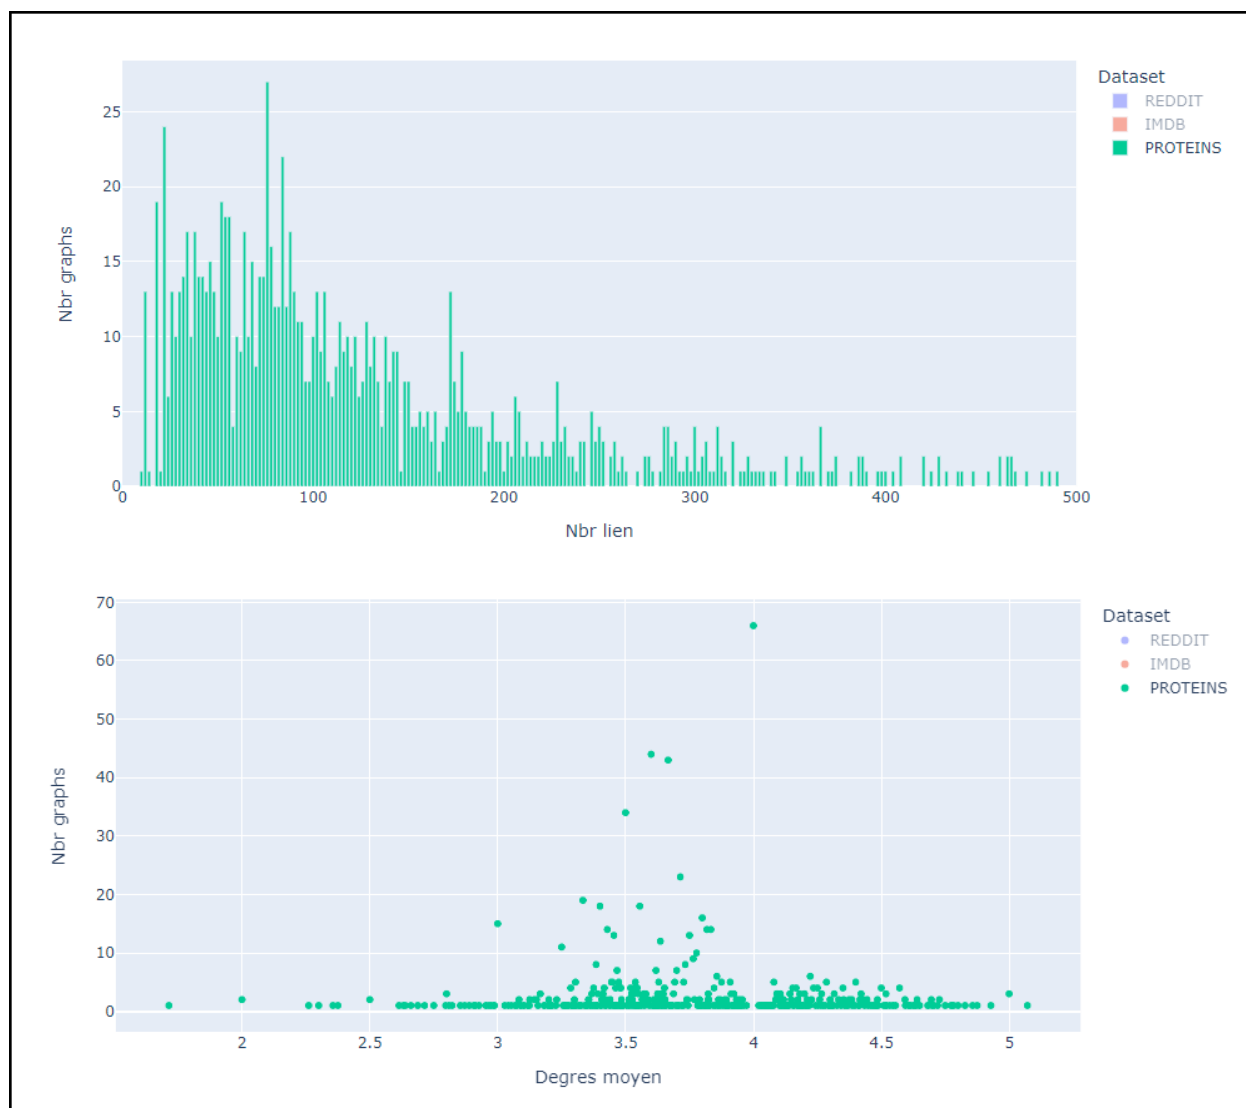 Dataset
REDDIT
IMDB
PROTEINS
25
20
15
10
5
0
Nbr graphs
0 100 200 300 400 500
Nbr lien
Dataset
REDDIT
IMDB
PROTEINS
70
60
50
40
30
20
10
0
Nbr graphs
2 2.5 3 3.5 4 4.5 5
Degres moyen